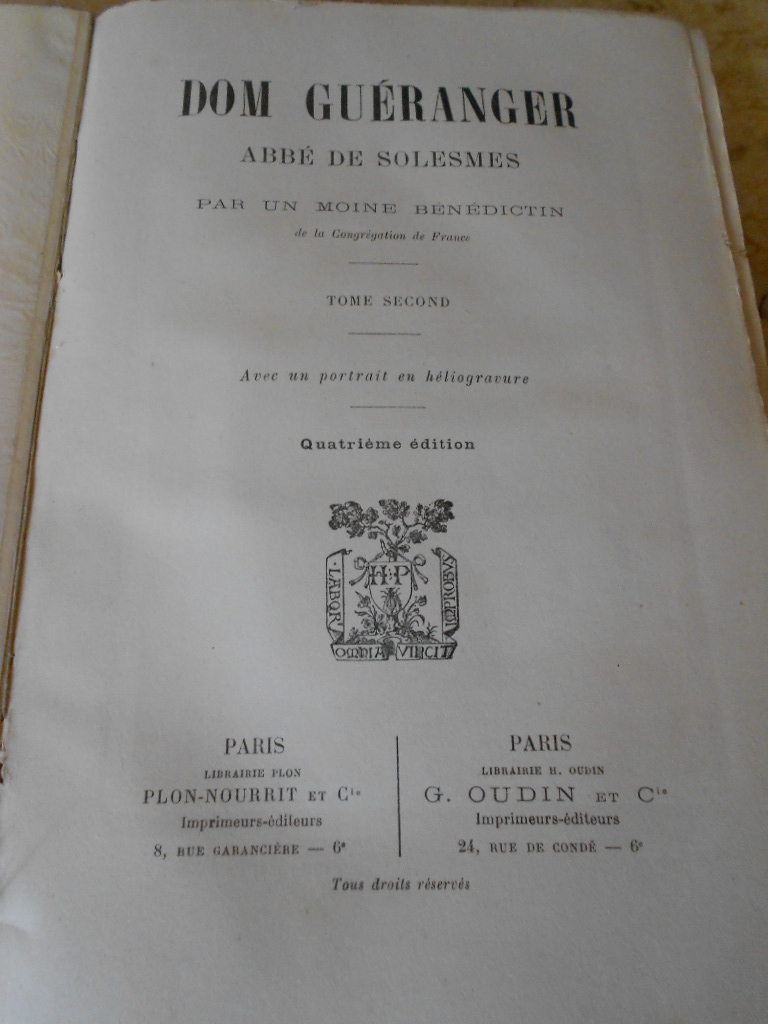 DOM GUÉRANGER
ABBÉ DE SOLESMES
PAR UN MOINE BÉNÉDICTIN
de la Congrégation de France
TOME SECOND
Avec un portrait en héliogravure
Quatrième édition
LABOR
H P
IMPROBVS
OMNIA VINCIT
PARIS
LIBRAIRIE PLON
PLON-NOURRIT ET Cie
Imprimeurs-éditeurs
8, RUE GARANCIÈRE — 6e
PARIS
LIBRAIRIE H. OUDIN
G. OUDIN ET Cie
Imprimeurs-éditeurs
24, RUE DE CONDÉ — 6e
Tous droits réservés